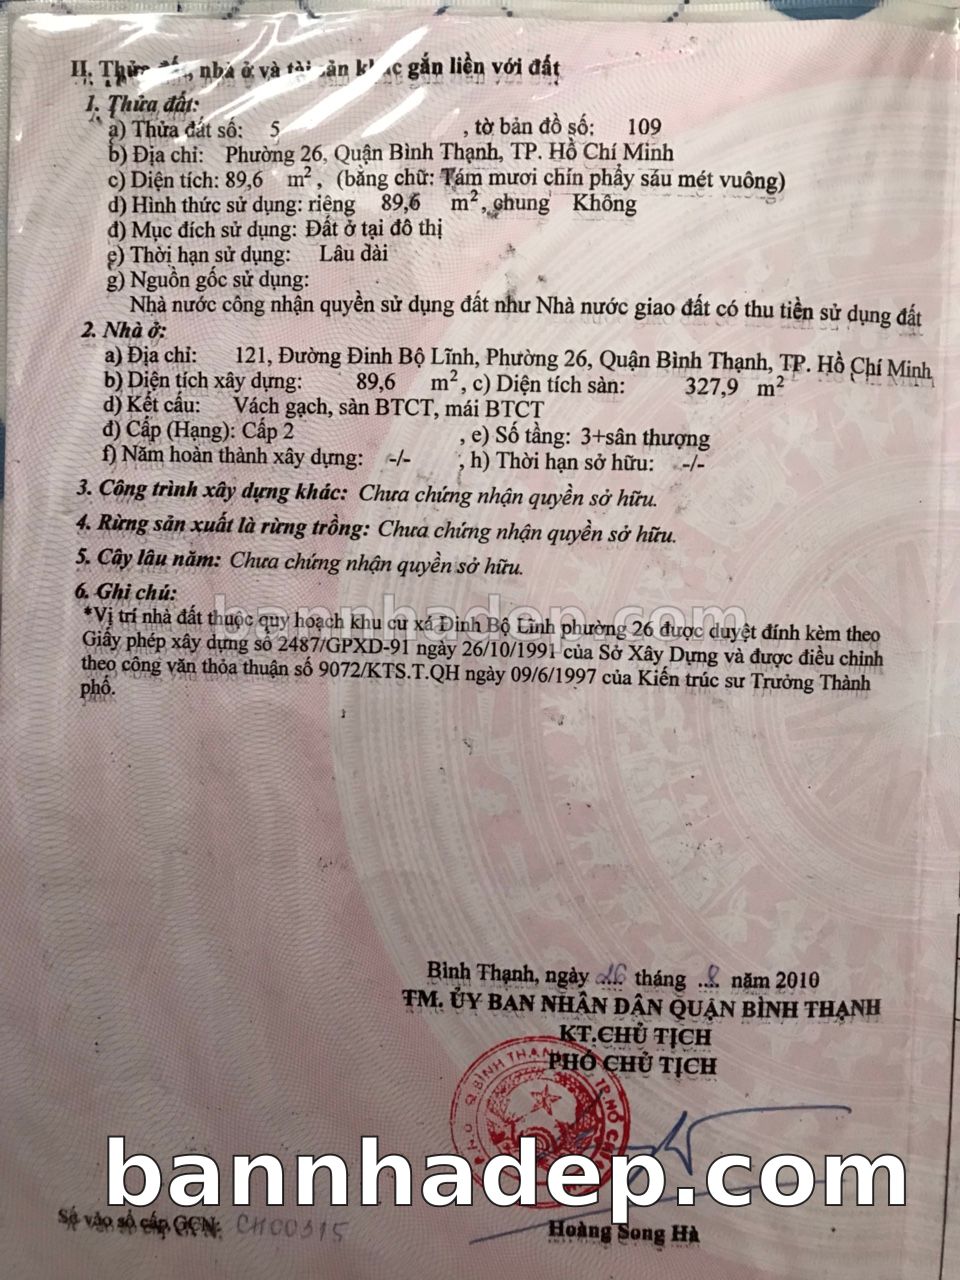 II. Thửa đất, nhà ở và tài sản khác gắn liền với đất
1. Thửa đất:
a) Thửa đất số: 5 , tờ bản đồ số: 109
b) Địa chỉ: Phường 26, Quận Bình Thạnh, TP. Hồ Chí Minh
c) Diện tích: 89,6 m², (bằng chữ: Tám mươi chín phẩy sáu mét vuông)
d) Hình thức sử dụng: riêng 89,6 m², chung Không
đ) Mục đích sử dụng: Đất ở tại đô thị
e) Thời hạn sử dụng: Lâu dài
g) Nguồn gốc sử dụng:
Nhà nước công nhận quyền sử dụng đất như Nhà nước giao đất có thu tiền sử dụng đất
2. Nhà ở:
a) Địa chỉ: 121, Đường Đinh Bộ Lĩnh, Phường 26, Quận Bình Thạnh, TP. Hồ Chí Minh
b) Diện tích xây dựng: 89,6 m², c) Diện tích sàn: 327,9 m²
d) Kết cấu: Vách gạch, sàn BTCT, mái BTCT
đ) Cấp (Hạng): Cấp 2 , e) Số tầng: 3+sân thượng
f) Năm hoàn thành xây dựng: -/- , h) Thời hạn sở hữu: -/-
3. Công trình xây dựng khác: Chưa chứng nhận quyền sở hữu.
4. Rừng sản xuất là rừng trồng: Chưa chứng nhận quyền sở hữu.
5. Cây lâu năm: Chưa chứng nhận quyền sở hữu.
6. Ghi chú:
bannhadep.com
*Vị trí nhà đất thuộc quy hoạch khu cư xá Đinh Bộ Lĩnh phường 26 được duyệt đính kèm theo
Giấy phép xây dựng số 2487/GPXD-91 ngày 26/10/1991 của Sở Xây Dựng và được điều chỉnh
theo công văn thỏa thuận số 9072/KTS.T.QH ngày 09/6/1997 của Kiến trúc sư Trưởng Thành
phố.
Bình Thạnh, ngày 26 tháng 8 năm 2010
TM. ỦY BAN NHÂN DÂN QUẬN BÌNH THẠNH
KT.CHỦ TỊCH
PHÓ CHỦ TỊCH
Q.BÌNH THẠNH TP.HỒ CHÍ
bannhadep.com
Số vào sổ cấp GCN: CH00315
Hoàng Song Hà